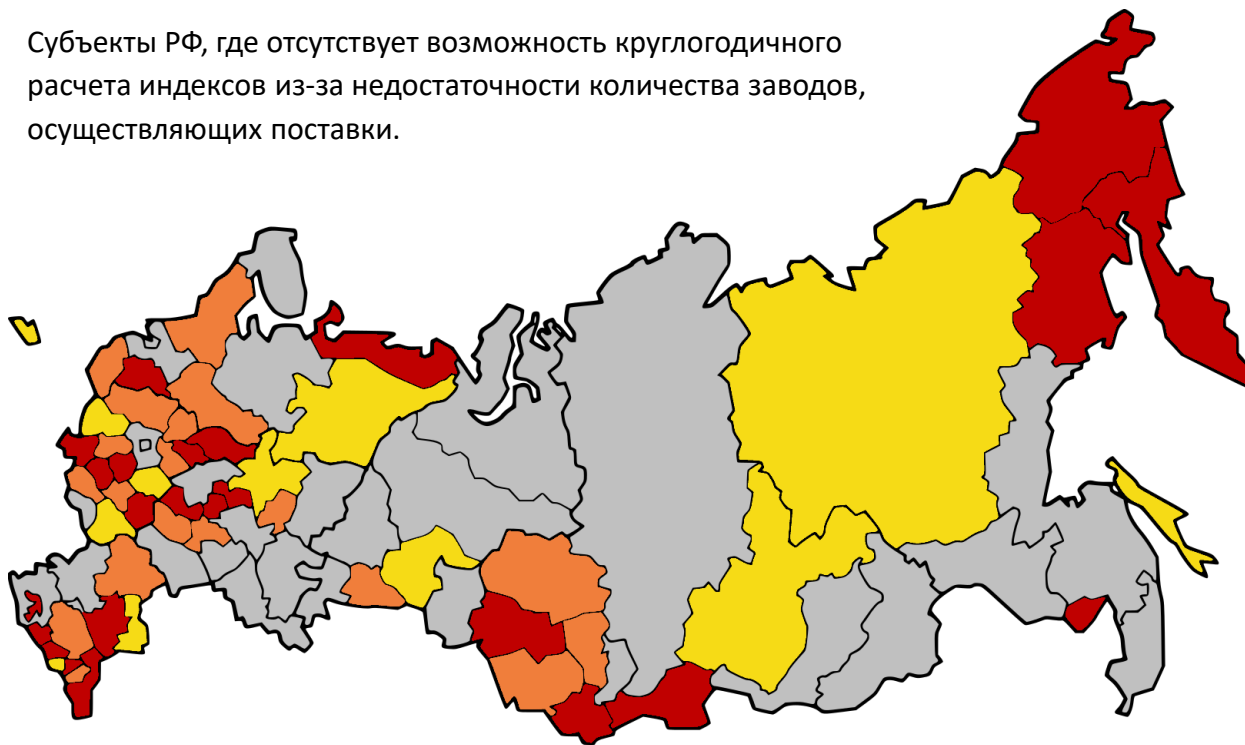 Субъекты РФ, где отсутствует возможность круглогодичного
расчета индексов из-за недостаточности количества заводов,
осуществляющих поставки.